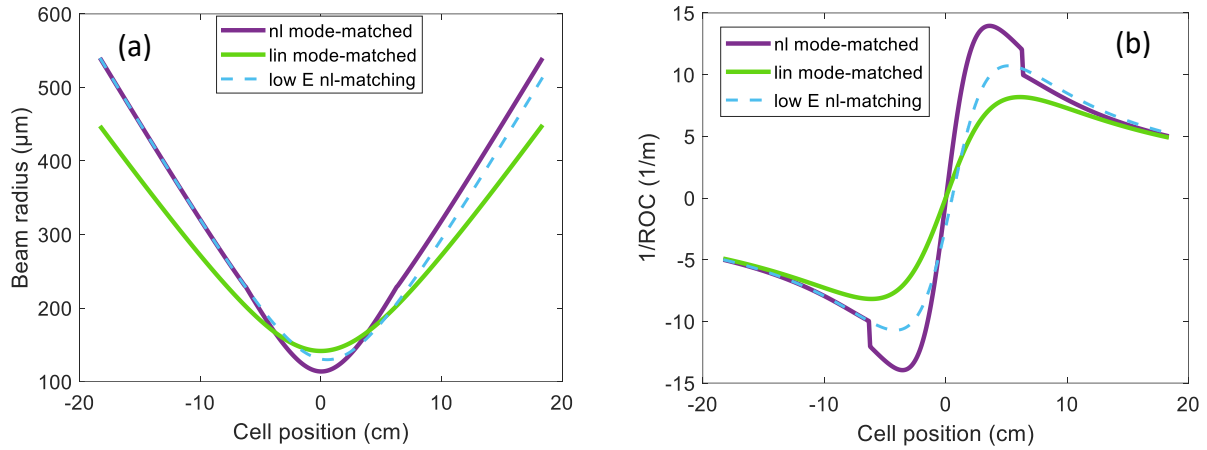 (a)
nl mode-matched
lin mode-matched
low E nl-matching
Beam radius (μm)
600
500
400
300
200
100
-20
-10
0
10
20
Cell position (cm)
(b)
nl mode-matched
lin mode-matched
low E nl-matching
1/ROC (1/m)
15
10
5
0
-5
-10
-15
-20
-10
0
10
20
Cell position (cm)